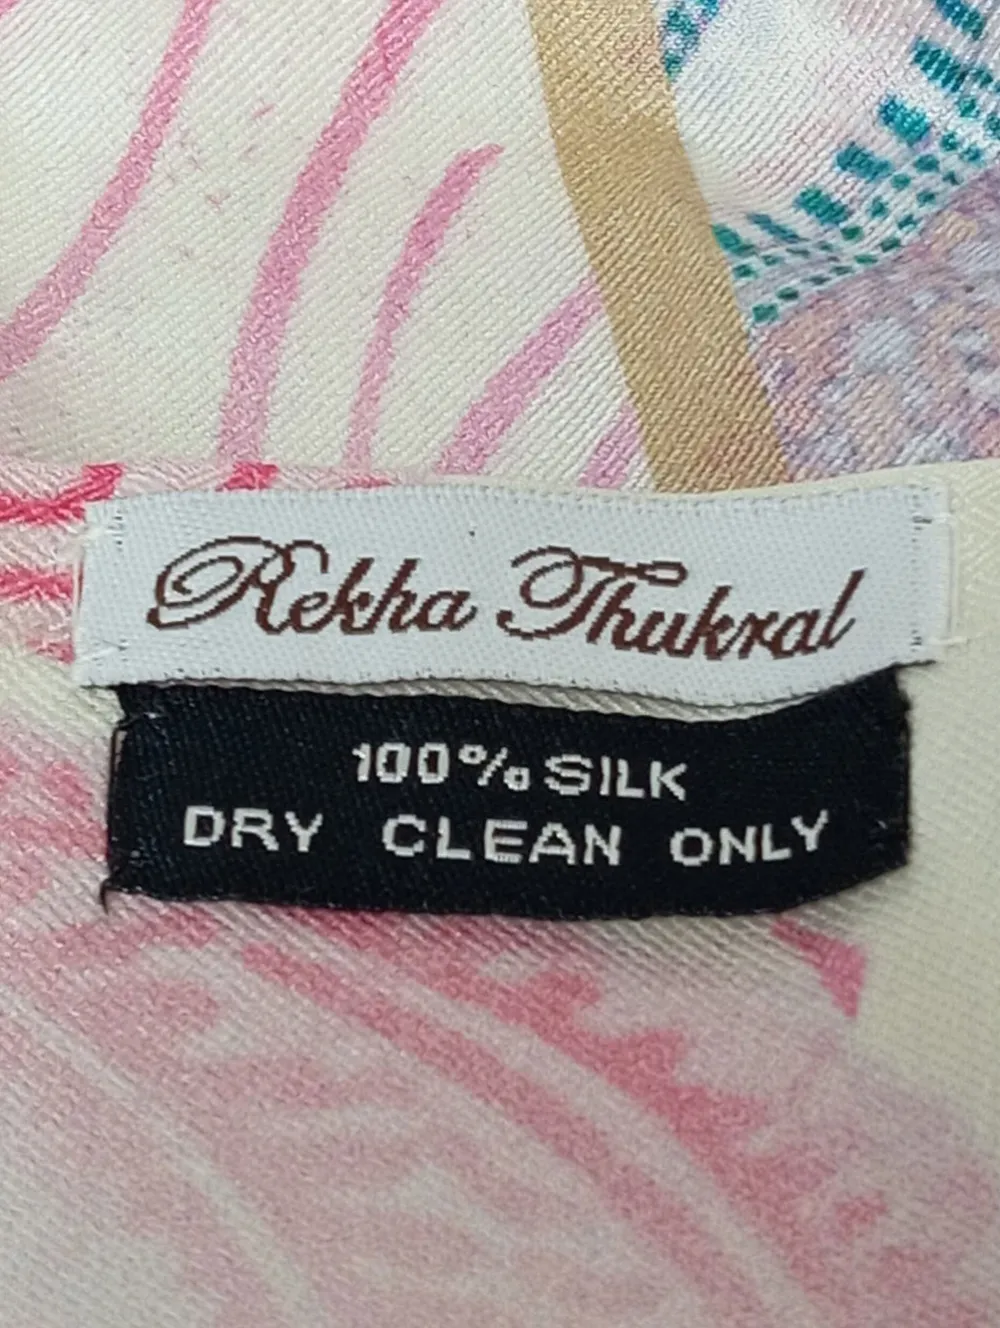 Rekha Thukral
100% SILK
DRY CLEAN ONLY